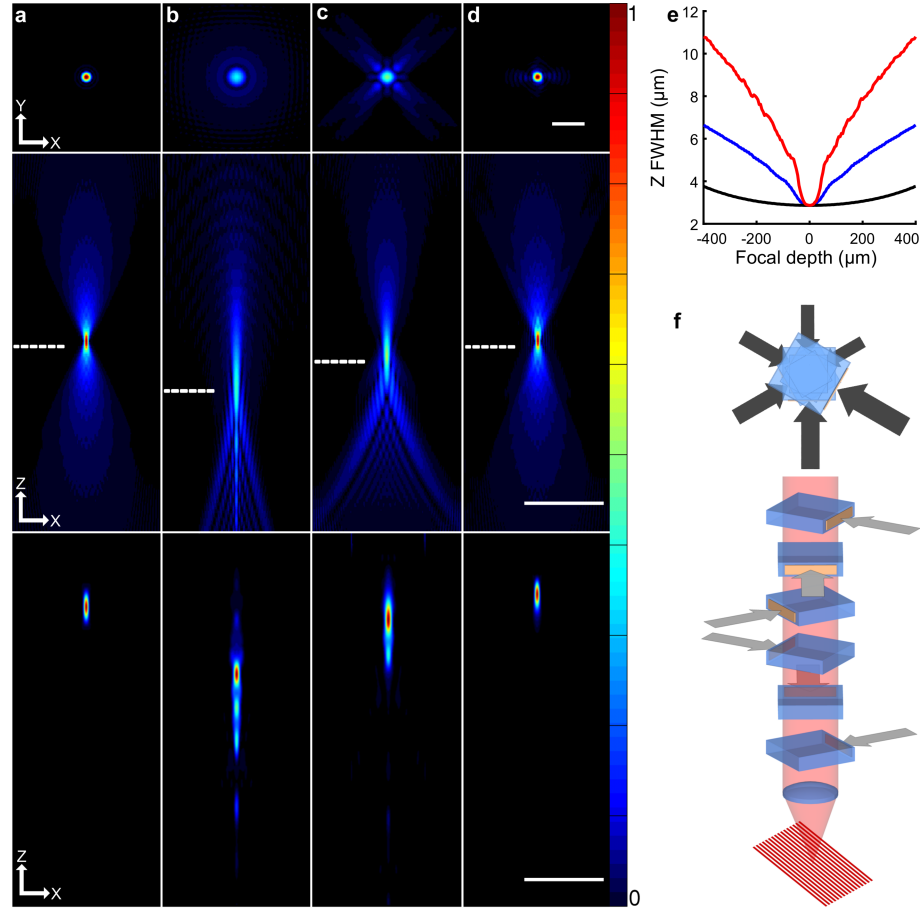 a b c d
Y
X
Z
X
Z
X
1
0
e
Z FWHM (μm)
12
10
8
6
4
2
-400 -200 0 200 400
Focal depth (μm)
f